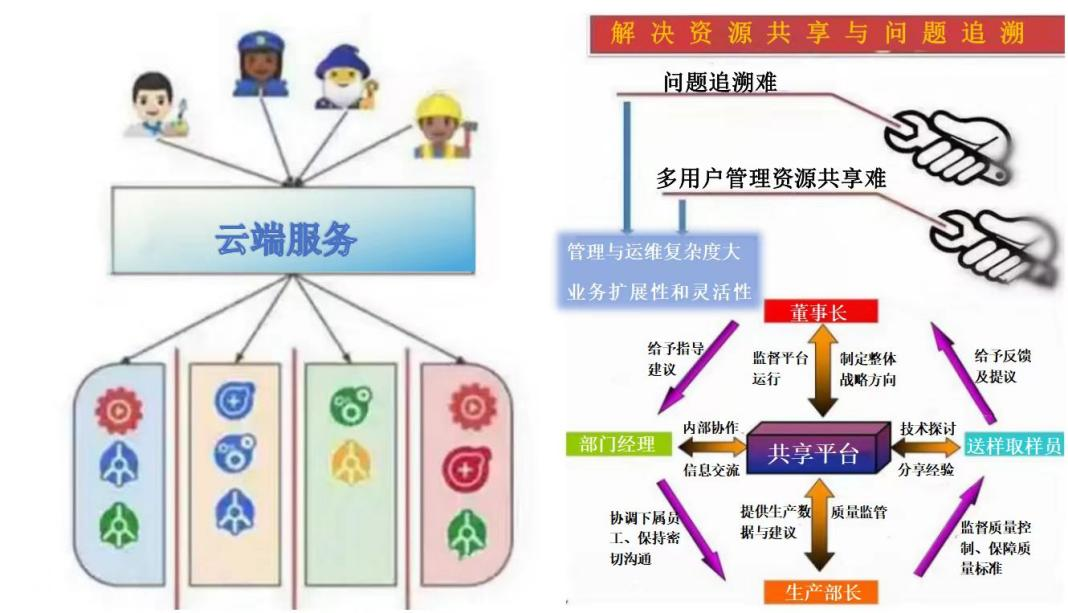 云端服务
解决资源共享与问题追溯
问题追溯难
多用户管理资源共享难
管理与运维复杂度大
业务扩展性和灵活性
董事长
给予指导
建议
监督平台
运行
制定整体
战略方向
给予反馈
及提议
部门经理
内部协作
信息交流
共享平台
技术探讨
分享经验
送样取样员
协调下属员
工、保持密
切沟通
提供生产数
据与建议
质量监管
监督质量控
制、保障质
量标准
生产部长